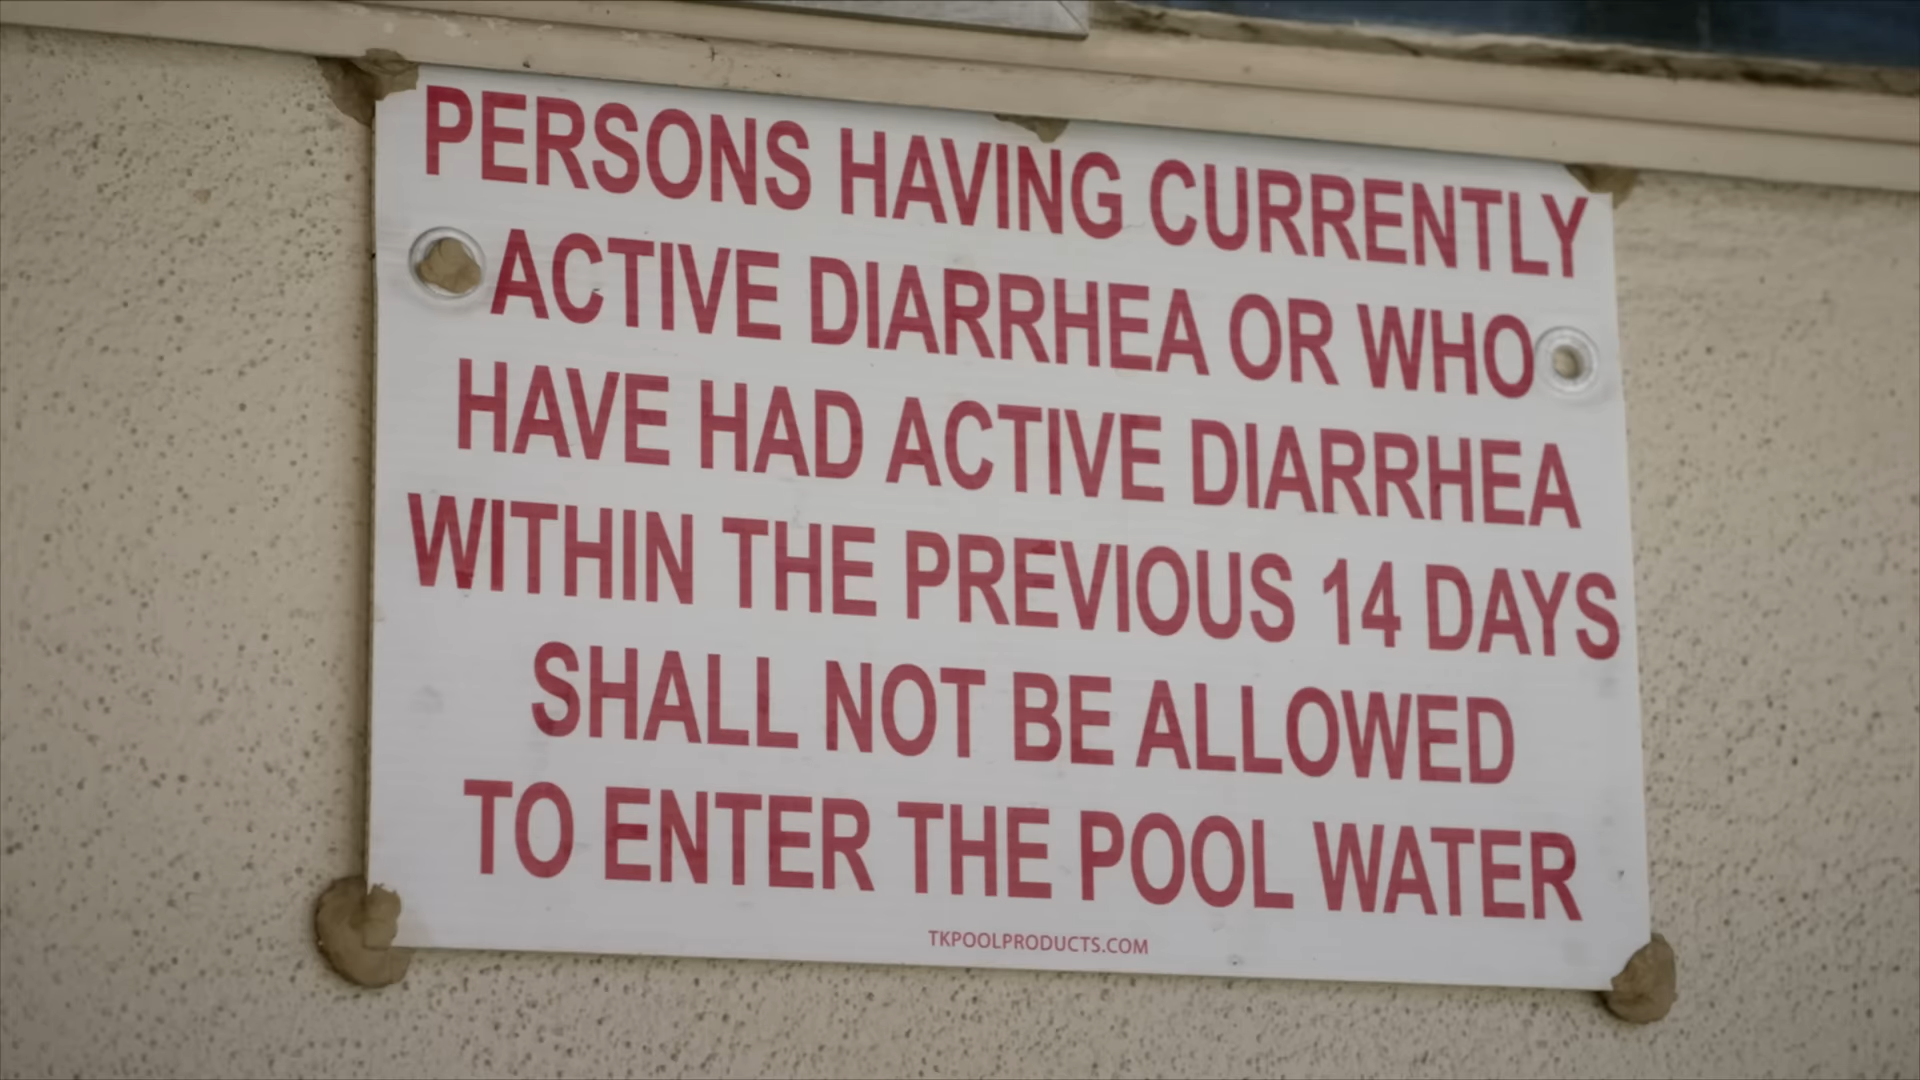 PERSONS HAVING CURRENTLY
ACTIVE DIARRHEA OR WHO
HAVE HAD ACTIVE DIARRHEA
WITHIN THE PREVIOUS 14 DAYS
SHALL NOT BE ALLOWED
TO ENTER THE POOL WATER
TKPOOLPRODUCTS.COM